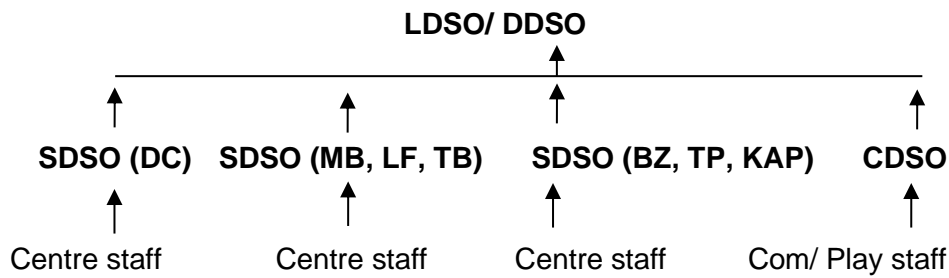 LDSO/ DDSO
SDSO (DC) SDSO (MB, LF, TB) SDSO (BZ, TP, KAP) CDSO
Centre staff Centre staff Centre staff Com/ Play staff